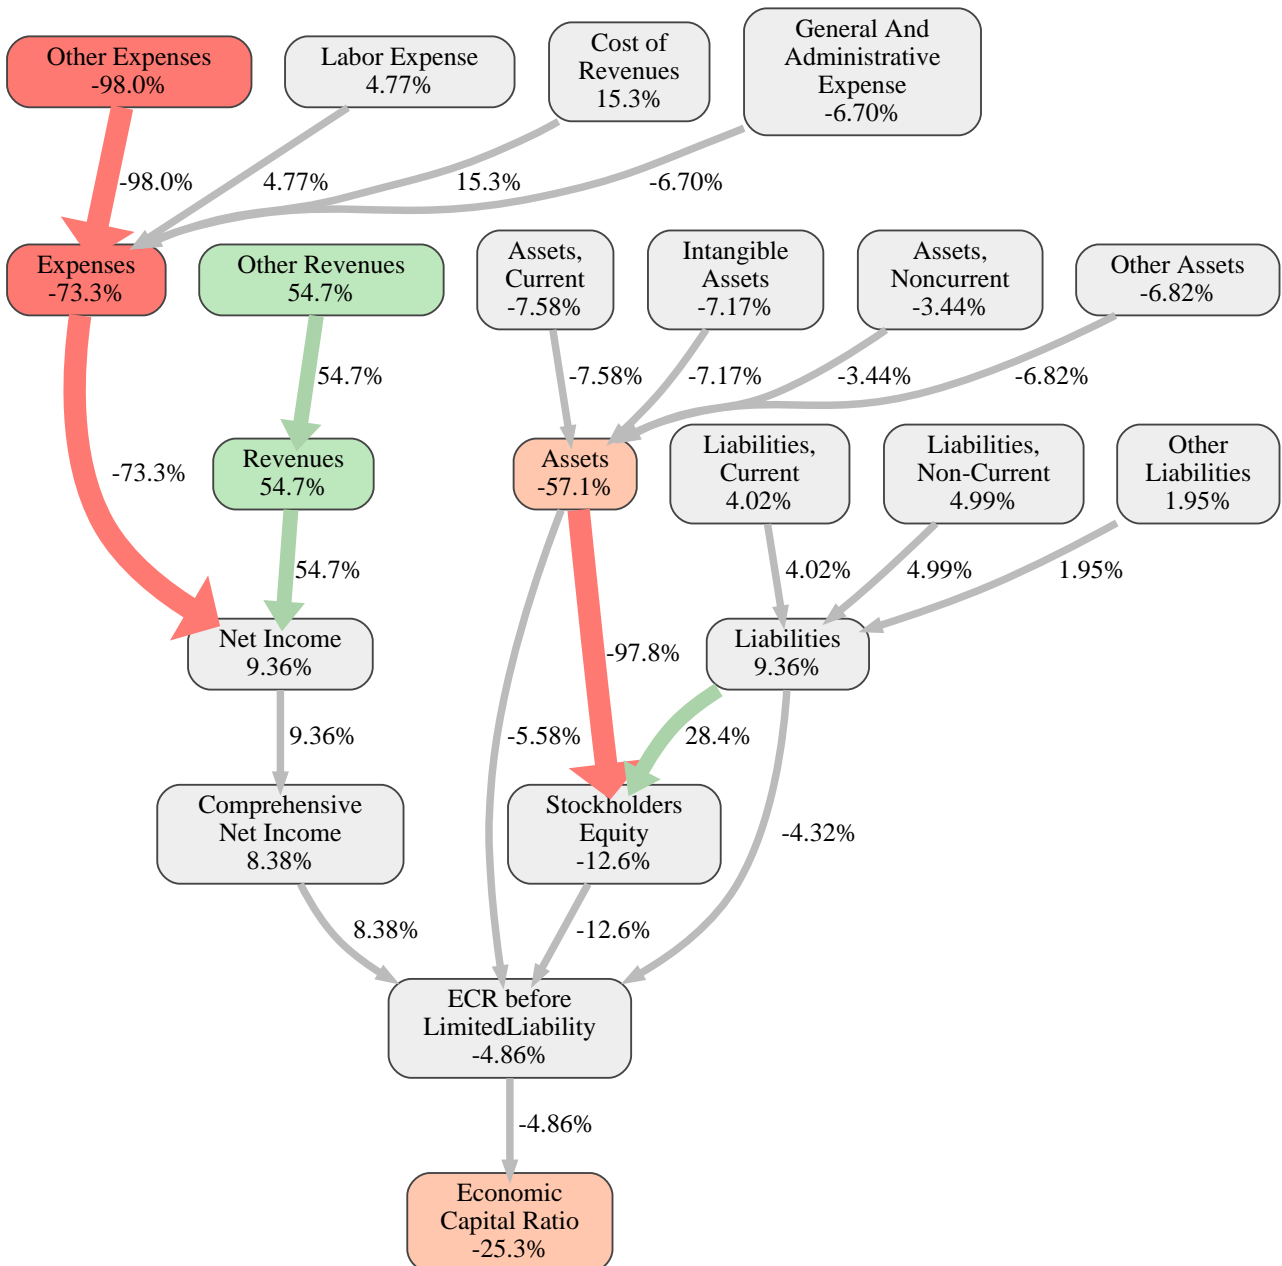 Other Expenses
-98.0%
Labor Expense
4.77%
Cost of
Revenues
15.3%
General And
Administrative
Expense
-6.70%
-98.0%
4.77%
15.3%
-6.70%
Expenses
-73.3%
Other Revenues
54.7%
Assets,
Current
-7.58%
Intangible
Assets
-7.17%
Assets,
Noncurrent
-3.44%
Other Assets
-6.82%
54.7%
-7.58%
-7.17%
-3.44%
-6.82%
Revenues
54.7%
Assets
-57.1%
Liabilities,
Current
4.02%
Liabilities,
Non-Current
4.99%
Other
Liabilities
1.95%
-73.3%
54.7%
4.02%
4.99%
1.95%
Net Income
9.36%
-97.8%
Liabilities
9.36%
9.36%
-5.58%
28.4%
Comprehensive
Net Income
8.38%
Stockholders
Equity
-12.6%
-4.32%
8.38%
-12.6%
ECR before
LimitedLiability
-4.86%
-4.86%
Economic
Capital Ratio
-25.3%